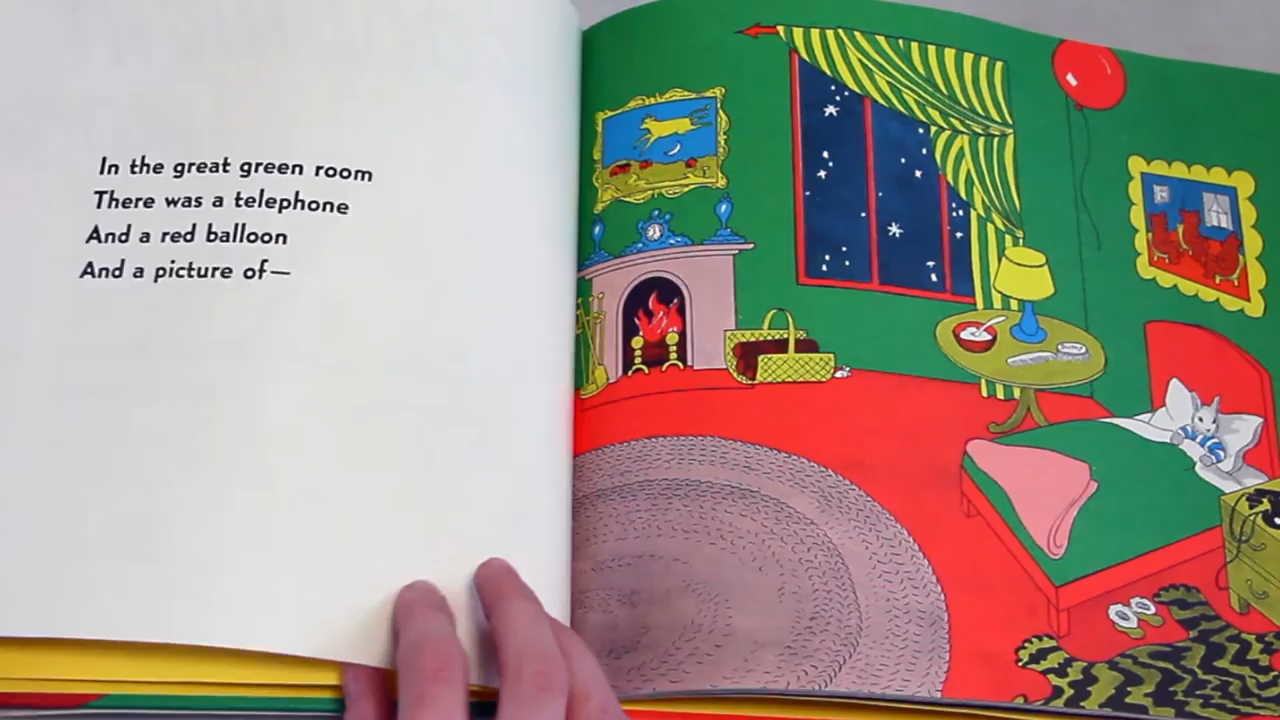 In the great green room
There was a telephone
And a red balloon
And a picture of—